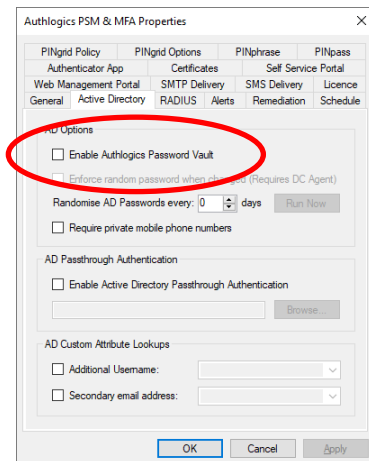 Authlogics PSM & MFA Properties
PINgrid Policy PINgrid Options PINphrase PINpass
Authenticator App Certificates Self Service Portal
Web Management Portal SMTP Delivery SMS Delivery Licence
General Active Directory RADIUS Alerts Remediation Schedule
AD Options
Enable Authlogics Password Vault
Enforce random password when changed (Requires DC Agent)
Randomise AD Passwords every: 0 days Run Now
Require private mobile phone numbers
AD Passthrough Authentication
Enable Active Directory Passthrough Authentication
Browse...
AD Custom Attribute Lookups
Additional Username:
Secondary email address:
OK Cancel Apply